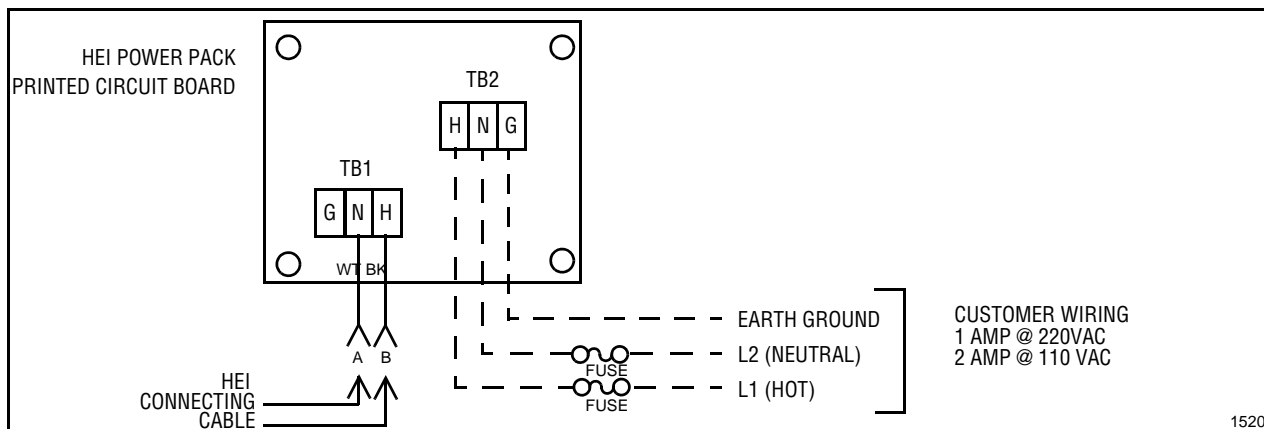 HEI POWER PACK
PRINTED CIRCUIT BOARD
TB2
H N G
TB1
G N H
WT BK
A B
HEI
CONNECTING
CABLE
EARTH GROUND
L2 (NEUTRAL)
FUSE
L1 (HOT)
FUSE
CUSTOMER WIRING
1 AMP @ 220VAC
2 AMP @ 110 VAC
1520